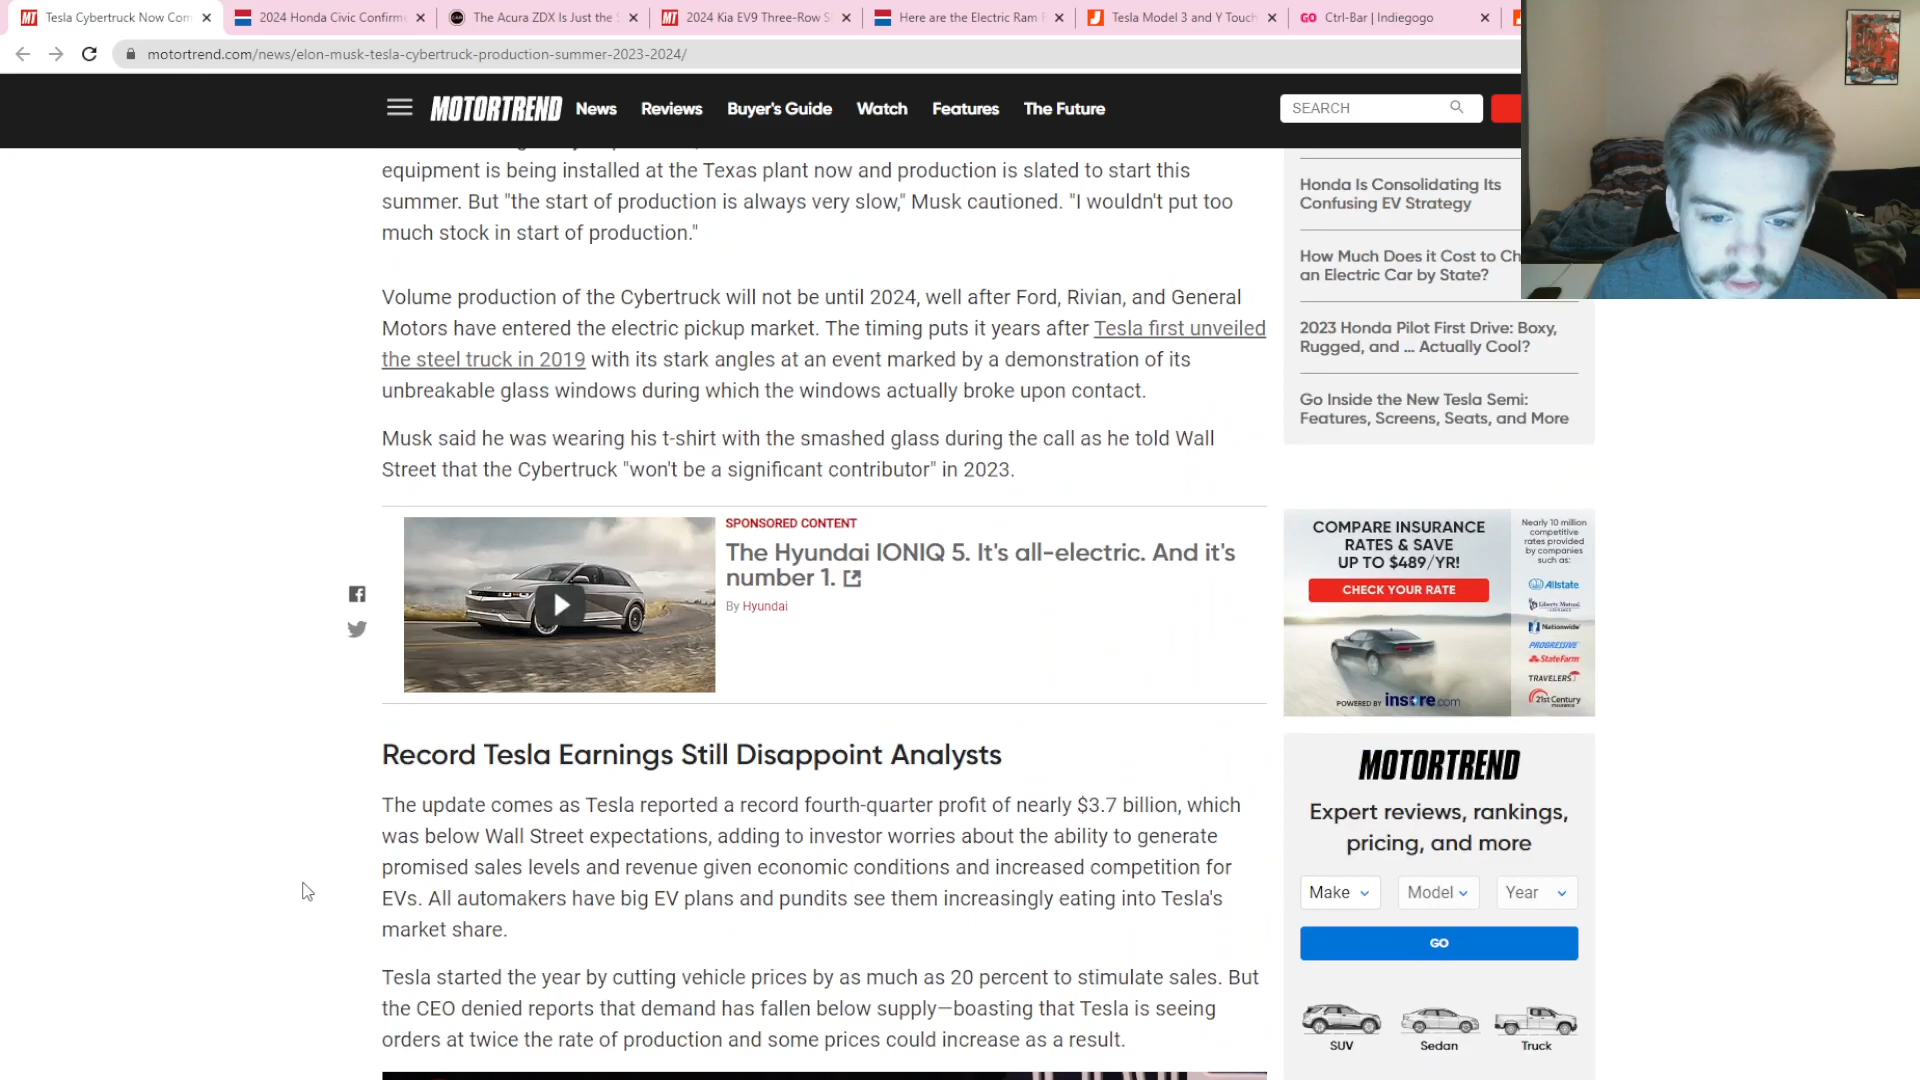 Tesla Cybertruck Now Com
2024 Honda Civic Confirm
The Acura ZDX Is Just the
2024 Kia EV9 Three-Row S
Here are the Electric Ram
Tesla Model 3 and Y Touch
Ctrl-Bar | Indiegogo
motortrend.com/news/elon-musk-tesla-cybertruck-production-summer-2023-2024/
MOTORTREND
News
Reviews
Buyer's Guide
Watch
Features
The Future
SEARCH
equipment is being installed at the Texas plant now and production is slated to start this
summer. But "the start of production is always very slow," Musk cautioned. "I wouldn't put too
much stock in start of production."
Volume production of the Cybertruck will not be until 2024, well after Ford, Rivian, and General
Motors have entered the electric pickup market. The timing puts it years after Tesla first unveiled
the steel truck in 2019 with its stark angles at an event marked by a demonstration of its
unbreakable glass windows during which the windows actually broke upon contact.
Musk said he was wearing his t-shirt with the smashed glass during the call as he told Wall
Street that the Cybertruck "won't be a significant contributor" in 2023.
SPONSORED CONTENT
The Hyundai IONIQ 5. It's all-electric. And it's
number 1.
By Hyundai
Record Tesla Earnings Still Disappoint Analysts
The update comes as Tesla reported a record fourth-quarter profit of nearly $3.7 billion, which
was below Wall Street expectations, adding to investor worries about the ability to generate
promised sales levels and revenue given economic conditions and increased competition for
EVs. All automakers have big EV plans and pundits see them increasingly eating into Tesla's
market share.
Tesla started the year by cutting vehicle prices by as much as 20 percent to stimulate sales. But
the CEO denied reports that demand has fallen below supply—boasting that Tesla is seeing
orders at twice the rate of production and some prices could increase as a result.
Honda Is Consolidating Its
Confusing EV Strategy
How Much Does it Cost to Ch
an Electric Car by State?
2023 Honda Pilot First Drive: Boxy,
Rugged, and ... Actually Cool?
Go Inside the New Tesla Semi:
Features, Screens, Seats, and More
COMPARE INSURANCE
RATES & SAVE
UP TO $489/YR!
CHECK YOUR RATE
POWERED BY insure.com
Nearly 10 million
competitive
rates provided
by companies
such as:
Allstate
Liberty Mutual
INSURANCE
Nationwide
PROGRESSIVE
StateFarm
TRAVELERS
21st Century
Insurance
MOTORTREND
Expert reviews, rankings,
pricing, and more
Make
Model
Year
GO
SUV
Sedan
Truck